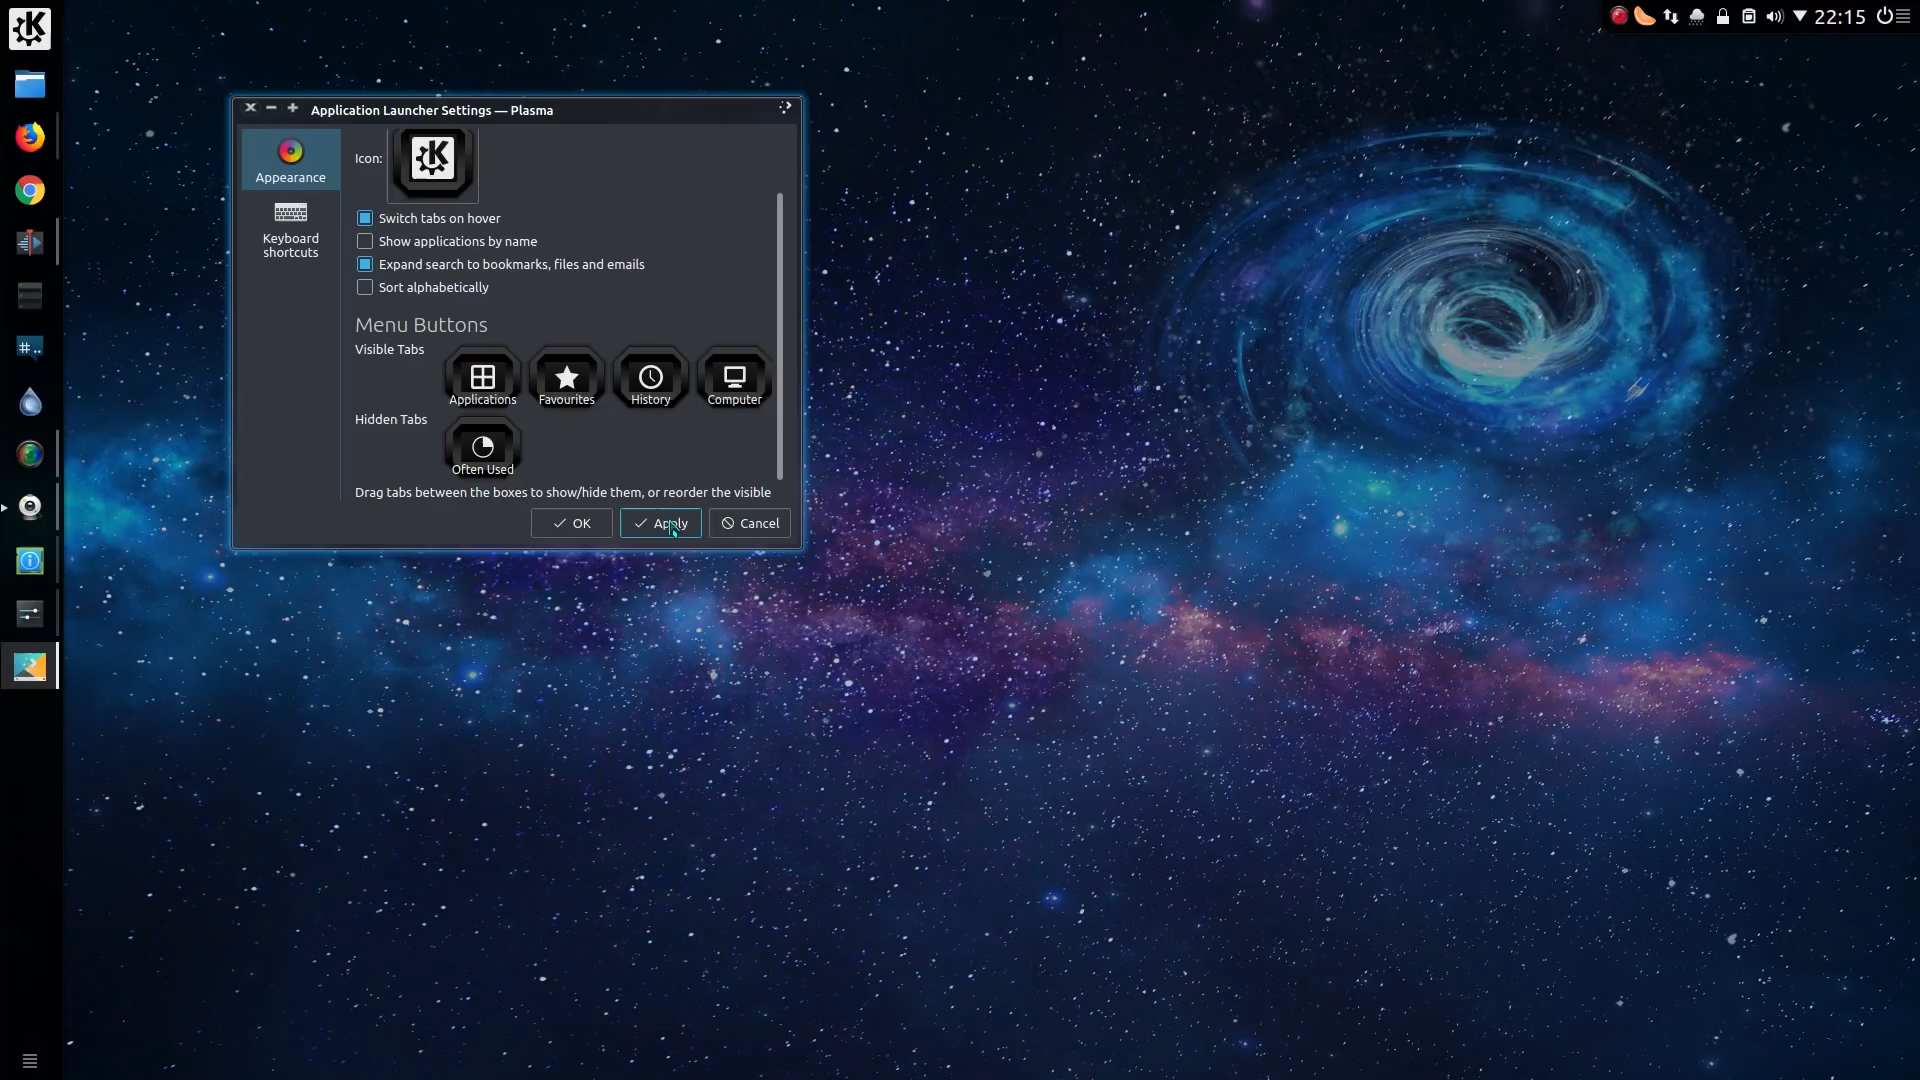 22:15
Application Launcher Settings — Plasma
Appearance
Keyboard
shortcuts
Icon:
Switch tabs on hover
Show applications by name
Expand search to bookmarks, files and emails
Sort alphabetically
Menu Buttons
Visible Tabs
Applications
Favourites
History
Computer
Hidden Tabs
Often Used
Drag tabs between the boxes to show/hide them, or reorder the visible
OK
Apply
Cancel
#..